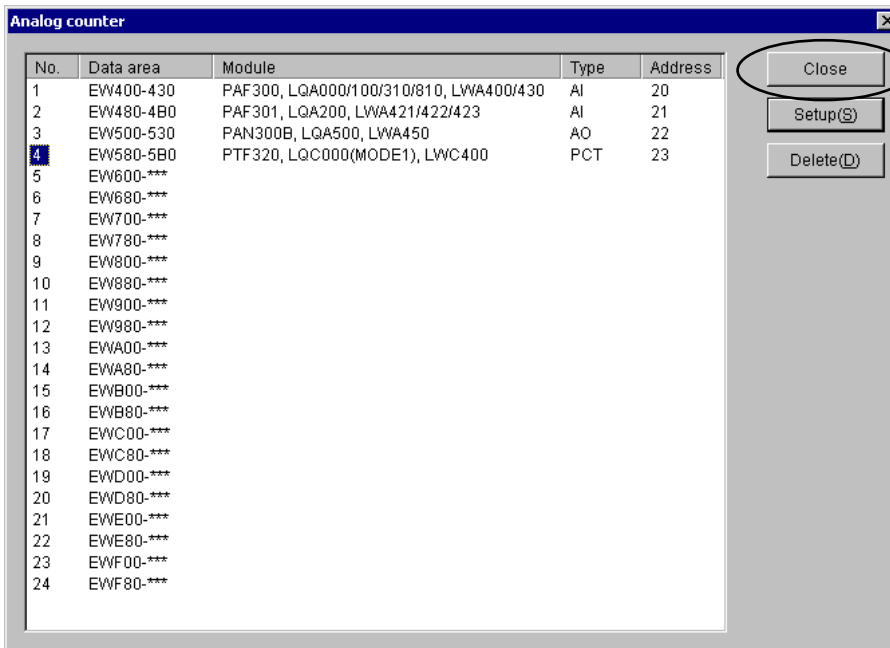 Analog counter
No. Data area Module Type Address
1 EW400-430 PAF300, LQA000/100/310/810, LWA400/430 AI 20
2 EW480-4B0 PAF301, LQA200, LWA421/422/423 AI 21
3 EW500-530 PAN300B, LQA500, LWA450 AO 22
4 EW580-5B0 PTF320, LQC000(MODE1), LWC400 PCT 23
5 EW600-***
6 EW680-***
7 EW700-***
8 EW780-***
9 EW800-***
10 EW880-***
11 EW900-***
12 EW980-***
13 EWA00-***
14 EWA80-***
15 EWB00-***
16 EWB80-***
17 EWC00-***
18 EWC80-***
19 EWD00-***
20 EWD80-***
21 EWE00-***
22 EWE80-***
23 EWF00-***
24 EWF80-***
Close
Setup(S)
Delete(D)